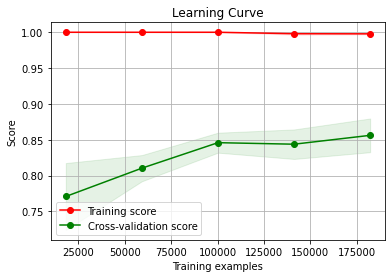 Learning Curve
1.00
0.95
0.90
0.85
0.80
0.75
Score
Training score
Cross-validation score
25000 50000 75000 100000 125000 150000 175000
Training examples